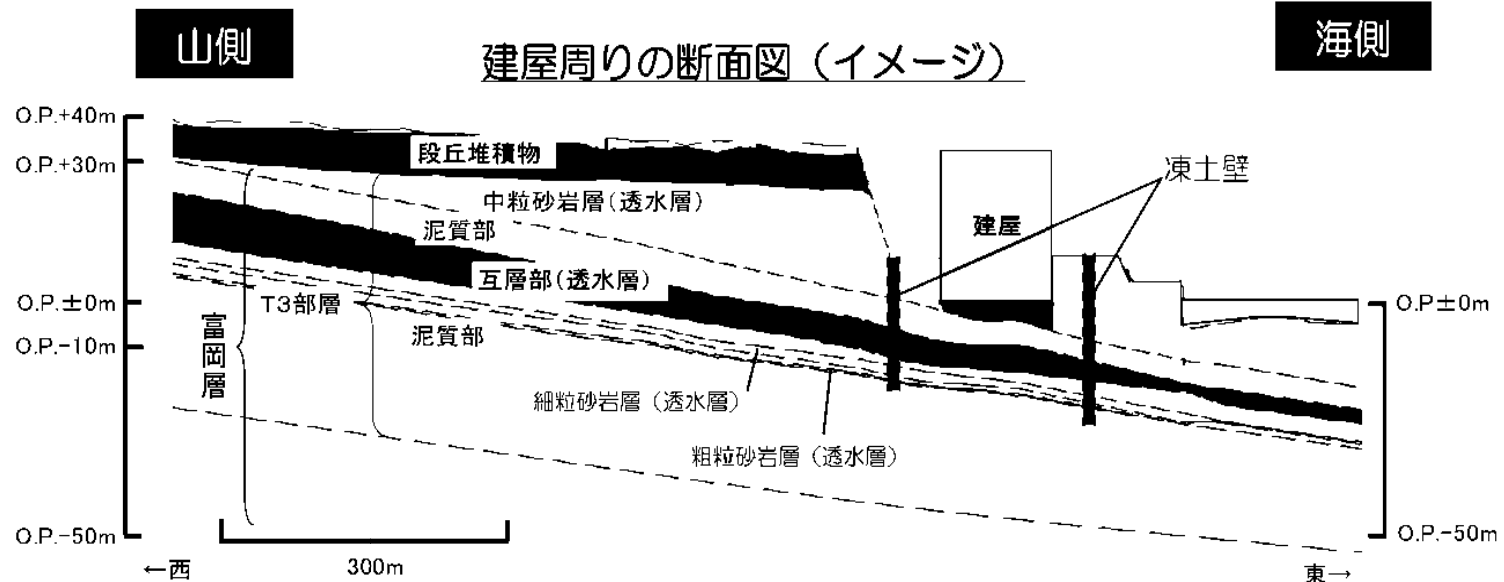 山側
建屋周りの断面図（イメージ）
海側
O.P.+40m
O.P.+30m
段丘堆積物
凍土壁
中粒砂岩層(透水層)
建屋
泥質部
互層部(透水層)
O.P.±0m
T3部層
O.P±0m
富岡層
泥質部
O.P.-10m
細粒砂岩層（透水層）
粗粒砂岩層（透水層）
O.P.-50m
O.P.-50m
←西
300m
東→